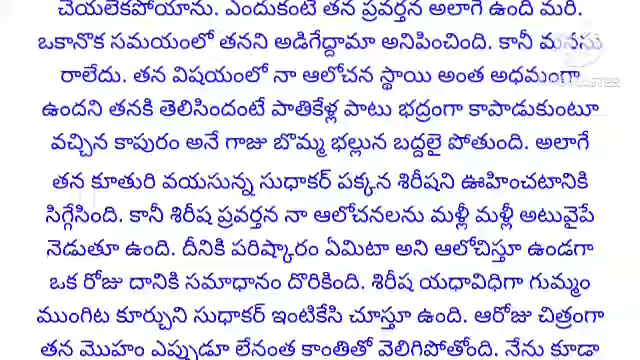 చేయలేకపోయాను. ఎందుకంటే తన ప్రవర్తన అలాగే ఉంది మరి.
ఒకానొక సమయంలో తనని అడిగేద్దామా అనిపించింది. కానీ మనసు
రాలేదు. తన విషయంలో నా ఆలోచన స్థాయి అంత అధమంగా
ఉందని తనకి తెలిసిందంటే పాతికేళ్ల పాటు భద్రంగా కాపాడుకుంటూ
వచ్చిన కాపురం అనే గాజు బొమ్మ భల్లున బద్దలై పోతుంది. అలాగే
తన కూతురి వయసున్న సుధాకర్ పక్కన శిరీషని ఊహించటానికి
సిగ్గేసింది. కానీ శిరీష ప్రవర్తన నా ఆలోచనలను మళ్లీ మళ్లీ అటువైపే
నెడుతూ ఉంది. దీనికి పరిష్కారం ఏమిటా అని ఆలోచిస్తూ ఉండగా
ఒక రోజు దానికి సమాధానం దొరికింది. శిరీష యధావిధిగా గుమ్మం
ముంగిట కూర్చుని సుధాకర్ ఇంటికేసి చూస్తూ ఉంది. ఆరోజు చిత్రంగా
తన మొహం ఎప్పుడూ లేనంత కాంతితో వెలిగిపోతోంది. నేను కూడా